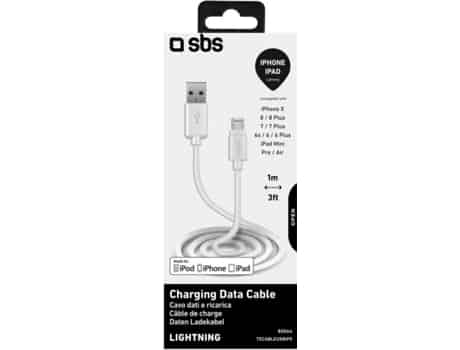 sbs
IPHONE
IPAD
iPhone X
8 / 8 Plus
7 / 7 Plus
6s / 6 / 6 Plus
iPad Mini
Pro / Air
1m
3ft
OPEN
Made for
iPod iPhone iPad
Charging Data Cable
Cavo dati e ricarica
Câble de charge
Daten Ladekabel
LIGHTNING